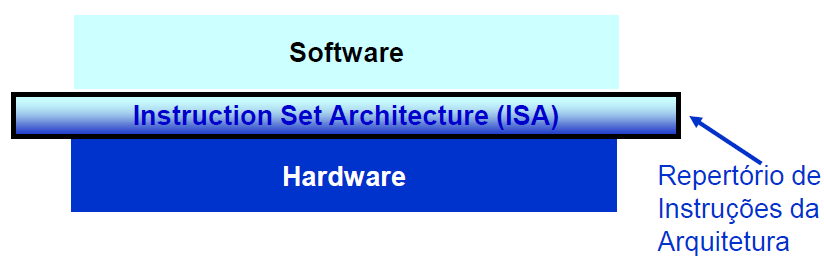 Software
Instruction Set Architecture (ISA)
Hardware
Repertório de
Instruções da
Arquitetura